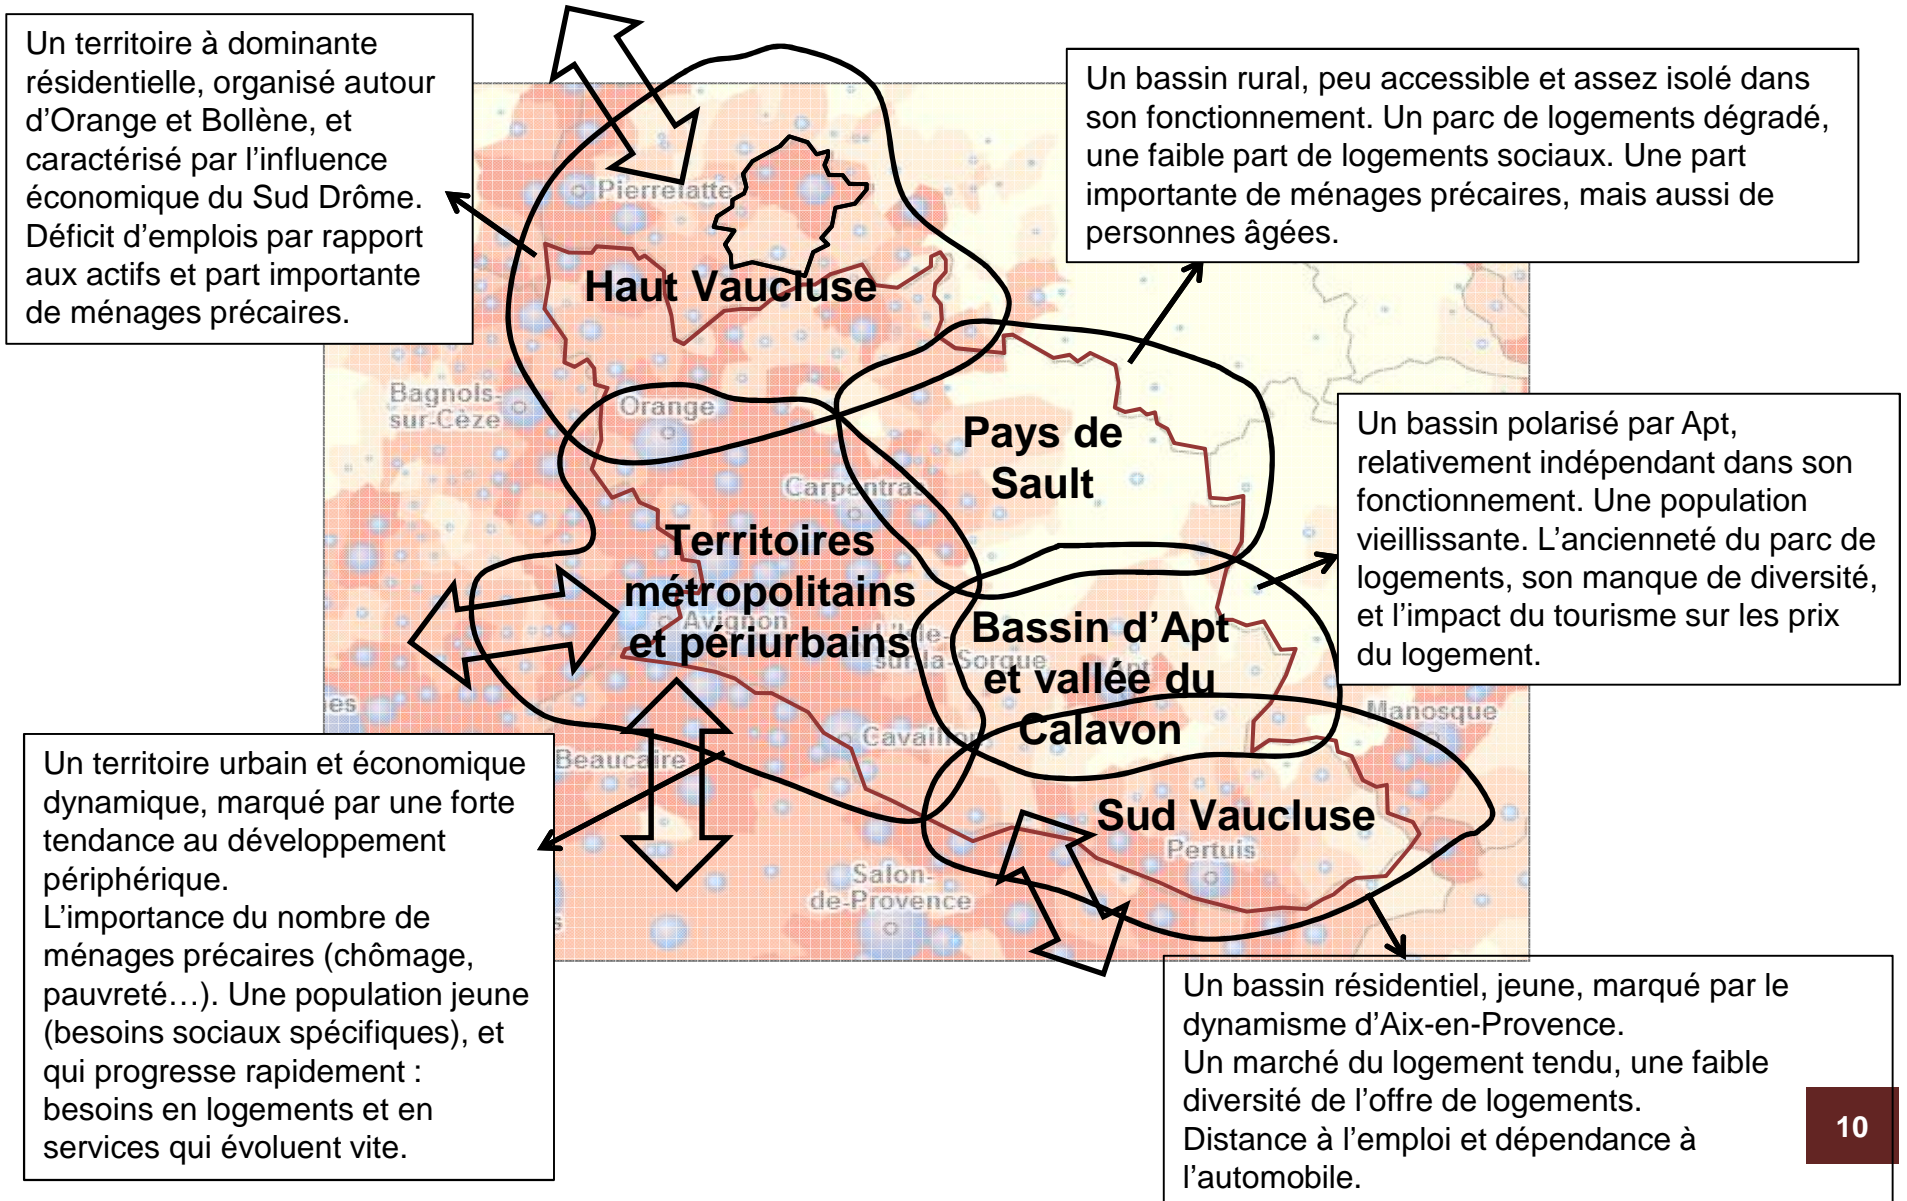 Un territoire à dominante
résidentielle, organisé autour
d’Orange et Bollène, et
caractérisé par l’influence
économique du Sud Drôme.
Déficit d’emplois par rapport
aux actifs et part importante
de ménages précaires.
Un bassin rural, peu accessible et assez isolé dans
son fonctionnement. Un parc de logements dégradé,
une faible part de logements sociaux. Une part
importante de ménages précaires, mais aussi de
personnes âgées.
Pierrelatte
Haut Vaucluse
Bagnols-
sur-Cèze
Orange
Pays de
Sault
Carpentras
Un bassin polarisé par Apt,
relativement indépendant dans son
fonctionnement. Une population
vieillissante. L’ancienneté du parc de
logements, son manque de diversité,
et l’impact du tourisme sur les prix
du logement.
Territoires
métropolitains
et périurbains
Avignon
L'Isle-
sur-la-Sorgue
Apt
Bassin d’Apt
et vallée du
Calavon
Manosque
Cavaillon
Beaucaire
Un territoire urbain et économique
dynamique, marqué par une forte
tendance au développement
périphérique.
L’importance du nombre de
ménages précaires (chômage,
pauvreté…). Une population jeune
(besoins sociaux spécifiques), et
qui progresse rapidement :
besoins en logements et en
services qui évoluent vite.
Sud Vaucluse
Pertuis
Salon-
de-Provence
Un bassin résidentiel, jeune, marqué par le
dynamisme d’Aix-en-Provence.
Un marché du logement tendu, une faible
diversité de l’offre de logements.
Distance à l’emploi et dépendance à
l’automobile.
10